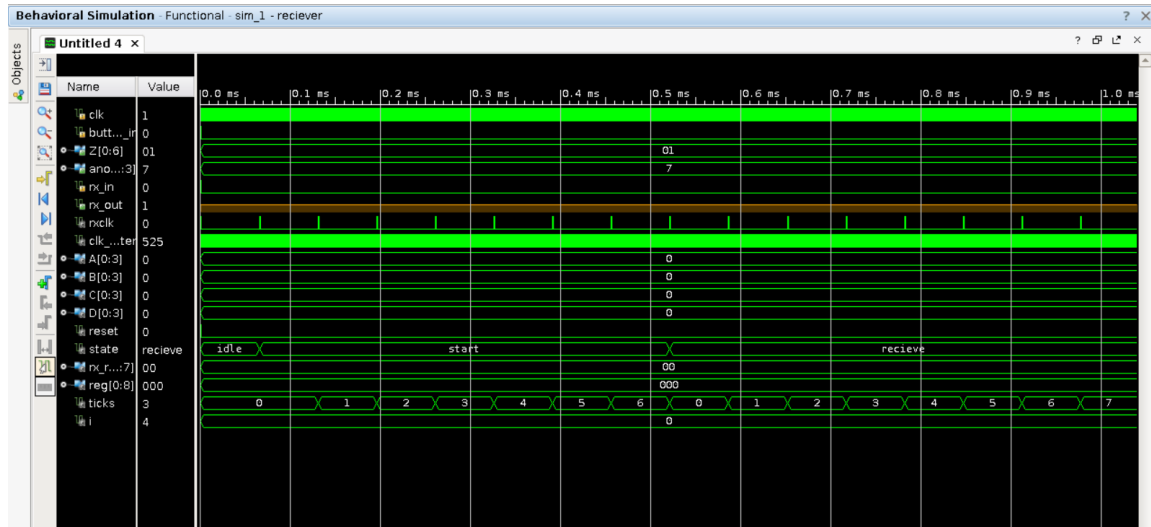 Behavioral Simulation - Functional - sim_1 - reciever ? ×
Objects
Untitled 4 × ? ×
Name Value
0.0 ms 0.1 ms 0.2 ms 0.3 ms 0.4 ms 0.5 ms 0.6 ms 0.7 ms 0.8 ms 0.9 ms 1.0 ms
clk 1
butt..._in 0
Z[0:6] 01 01
ano...:3] 7 7
rx_in 0
rx_out 1
rxclk 0
clk_...ter 525
A[0:3] 0 0
B[0:3] 0 0
C[0:3] 0 0
D[0:3] 0 0
reset 0
state recieve idle start recieve
rx_r...:7] 00 00
reg[0:8] 000 000
ticks 3 0 1 2 3 4 5 6 0 1 2 3 4 5 6 7
i 4 0